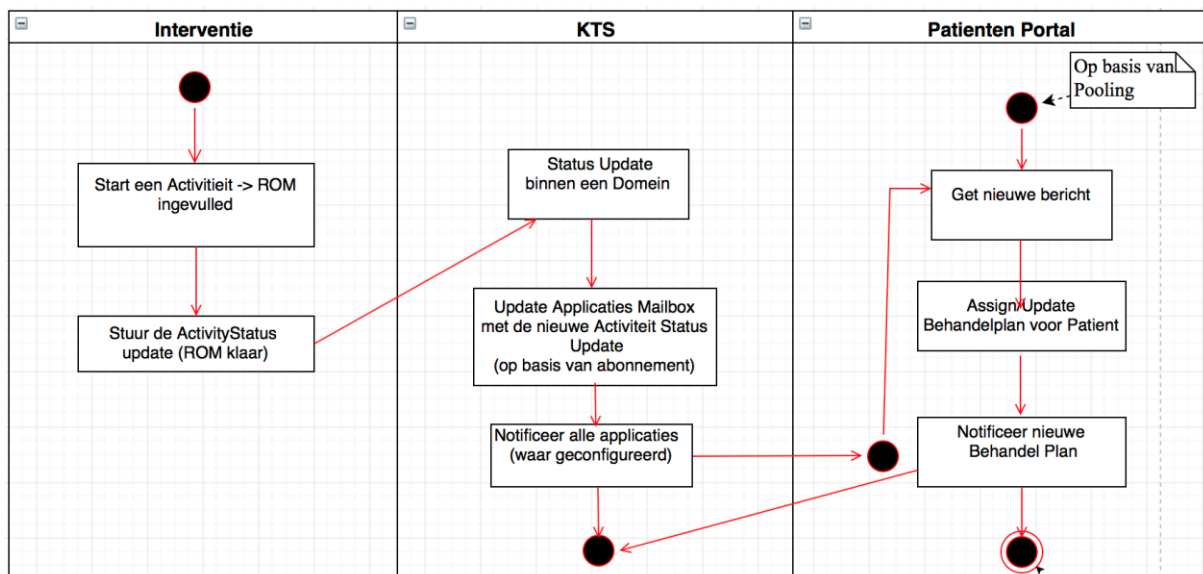 Interventie
KTS
Patienten Portal
Op basis van
Pooling
Start een Activitieit -> ROM
ingevulled
Stuur de ActivityStatus
update (ROM klaar)
Status Update
binnen een Domein
Update Applicaties Mailbox
met de nieuwe Activiteit Status
Update
(op basis van abonnement)
Notificeer alle applicaties
(waar geconfigureerd)
Get nieuwe bericht
Assign/Update
Behandelplan voor Patient
Notificeer nieuwe
Behandel Plan